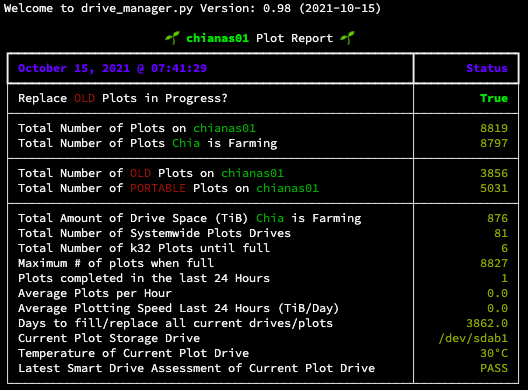 Welcome to drive_manager.py Version: 0.98 (2021-10-15)
chianas01 Plot Report
October 15, 2021 @ 07:41:29 Status
Replace OLD Plots in Progress? True
Total Number of Plots on chianas01 8819
Total Number of Plots Chia is Farming 8797
Total Number of OLD Plots on chianas01 3856
Total Number of PORTABLE Plots on chianas01 5031
Total Amount of Drive Space (TiB) Chia is Farming 876
Total Number of Systemwide Plots Drives 81
Total Number of k32 Plots until full 6
Maximum # of plots when full 8827
Plots completed in the last 24 Hours 1
Average Plots per Hour 0.0
Average Plotting Speed Last 24 Hours (TiB/Day) 0.0
Days to fill/replace all current drives/plots 3862.0
Current Plot Storage Drive /dev/sdab1
Temperature of Current Plot Drive 30°C
Latest Smart Drive Assessment of Current Plot Drive PASS